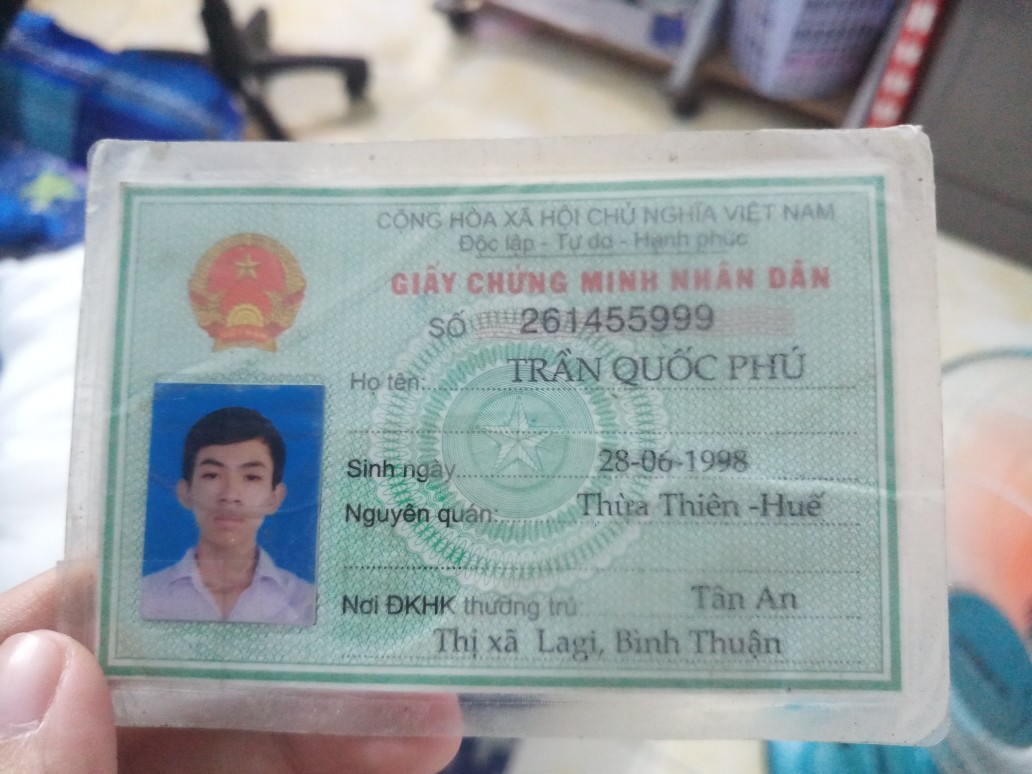 CỘNG HÒA XÃ HỘI CHỦ NGHĨA VIỆT NAM
Độc lập - Tự do - Hạnh phúc
GIẤY CHỨNG MINH NHÂN DÂN
SỐ 261455999
Họ tên: TRẦN QUỐC PHÚ
Sinh ngày 28-06-1998
Nguyên quán: Thừa Thiên -Huế
Nơi ĐKHK thường trú: Tân An
Thị xã Lagi, Bình Thuận